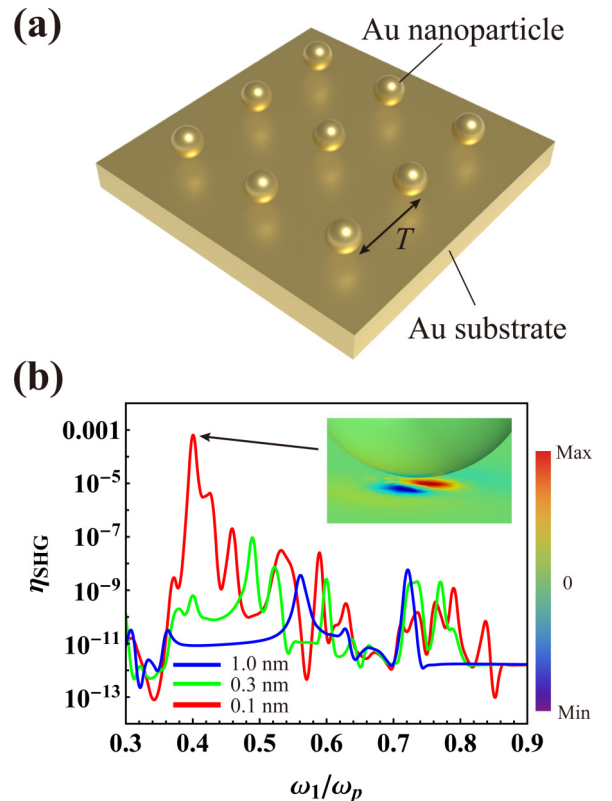 (a)
Au nanoparticle
T
Au substrate
(b)
0.001
10⁻⁵
10⁻⁷
10⁻⁹
10⁻¹¹
10⁻¹³
η_SHG
1.0 nm
0.3 nm
0.1 nm
Max
0
Min
0.3 0.4 0.5 0.6 0.7 0.8 0.9
ω₁/ω_p